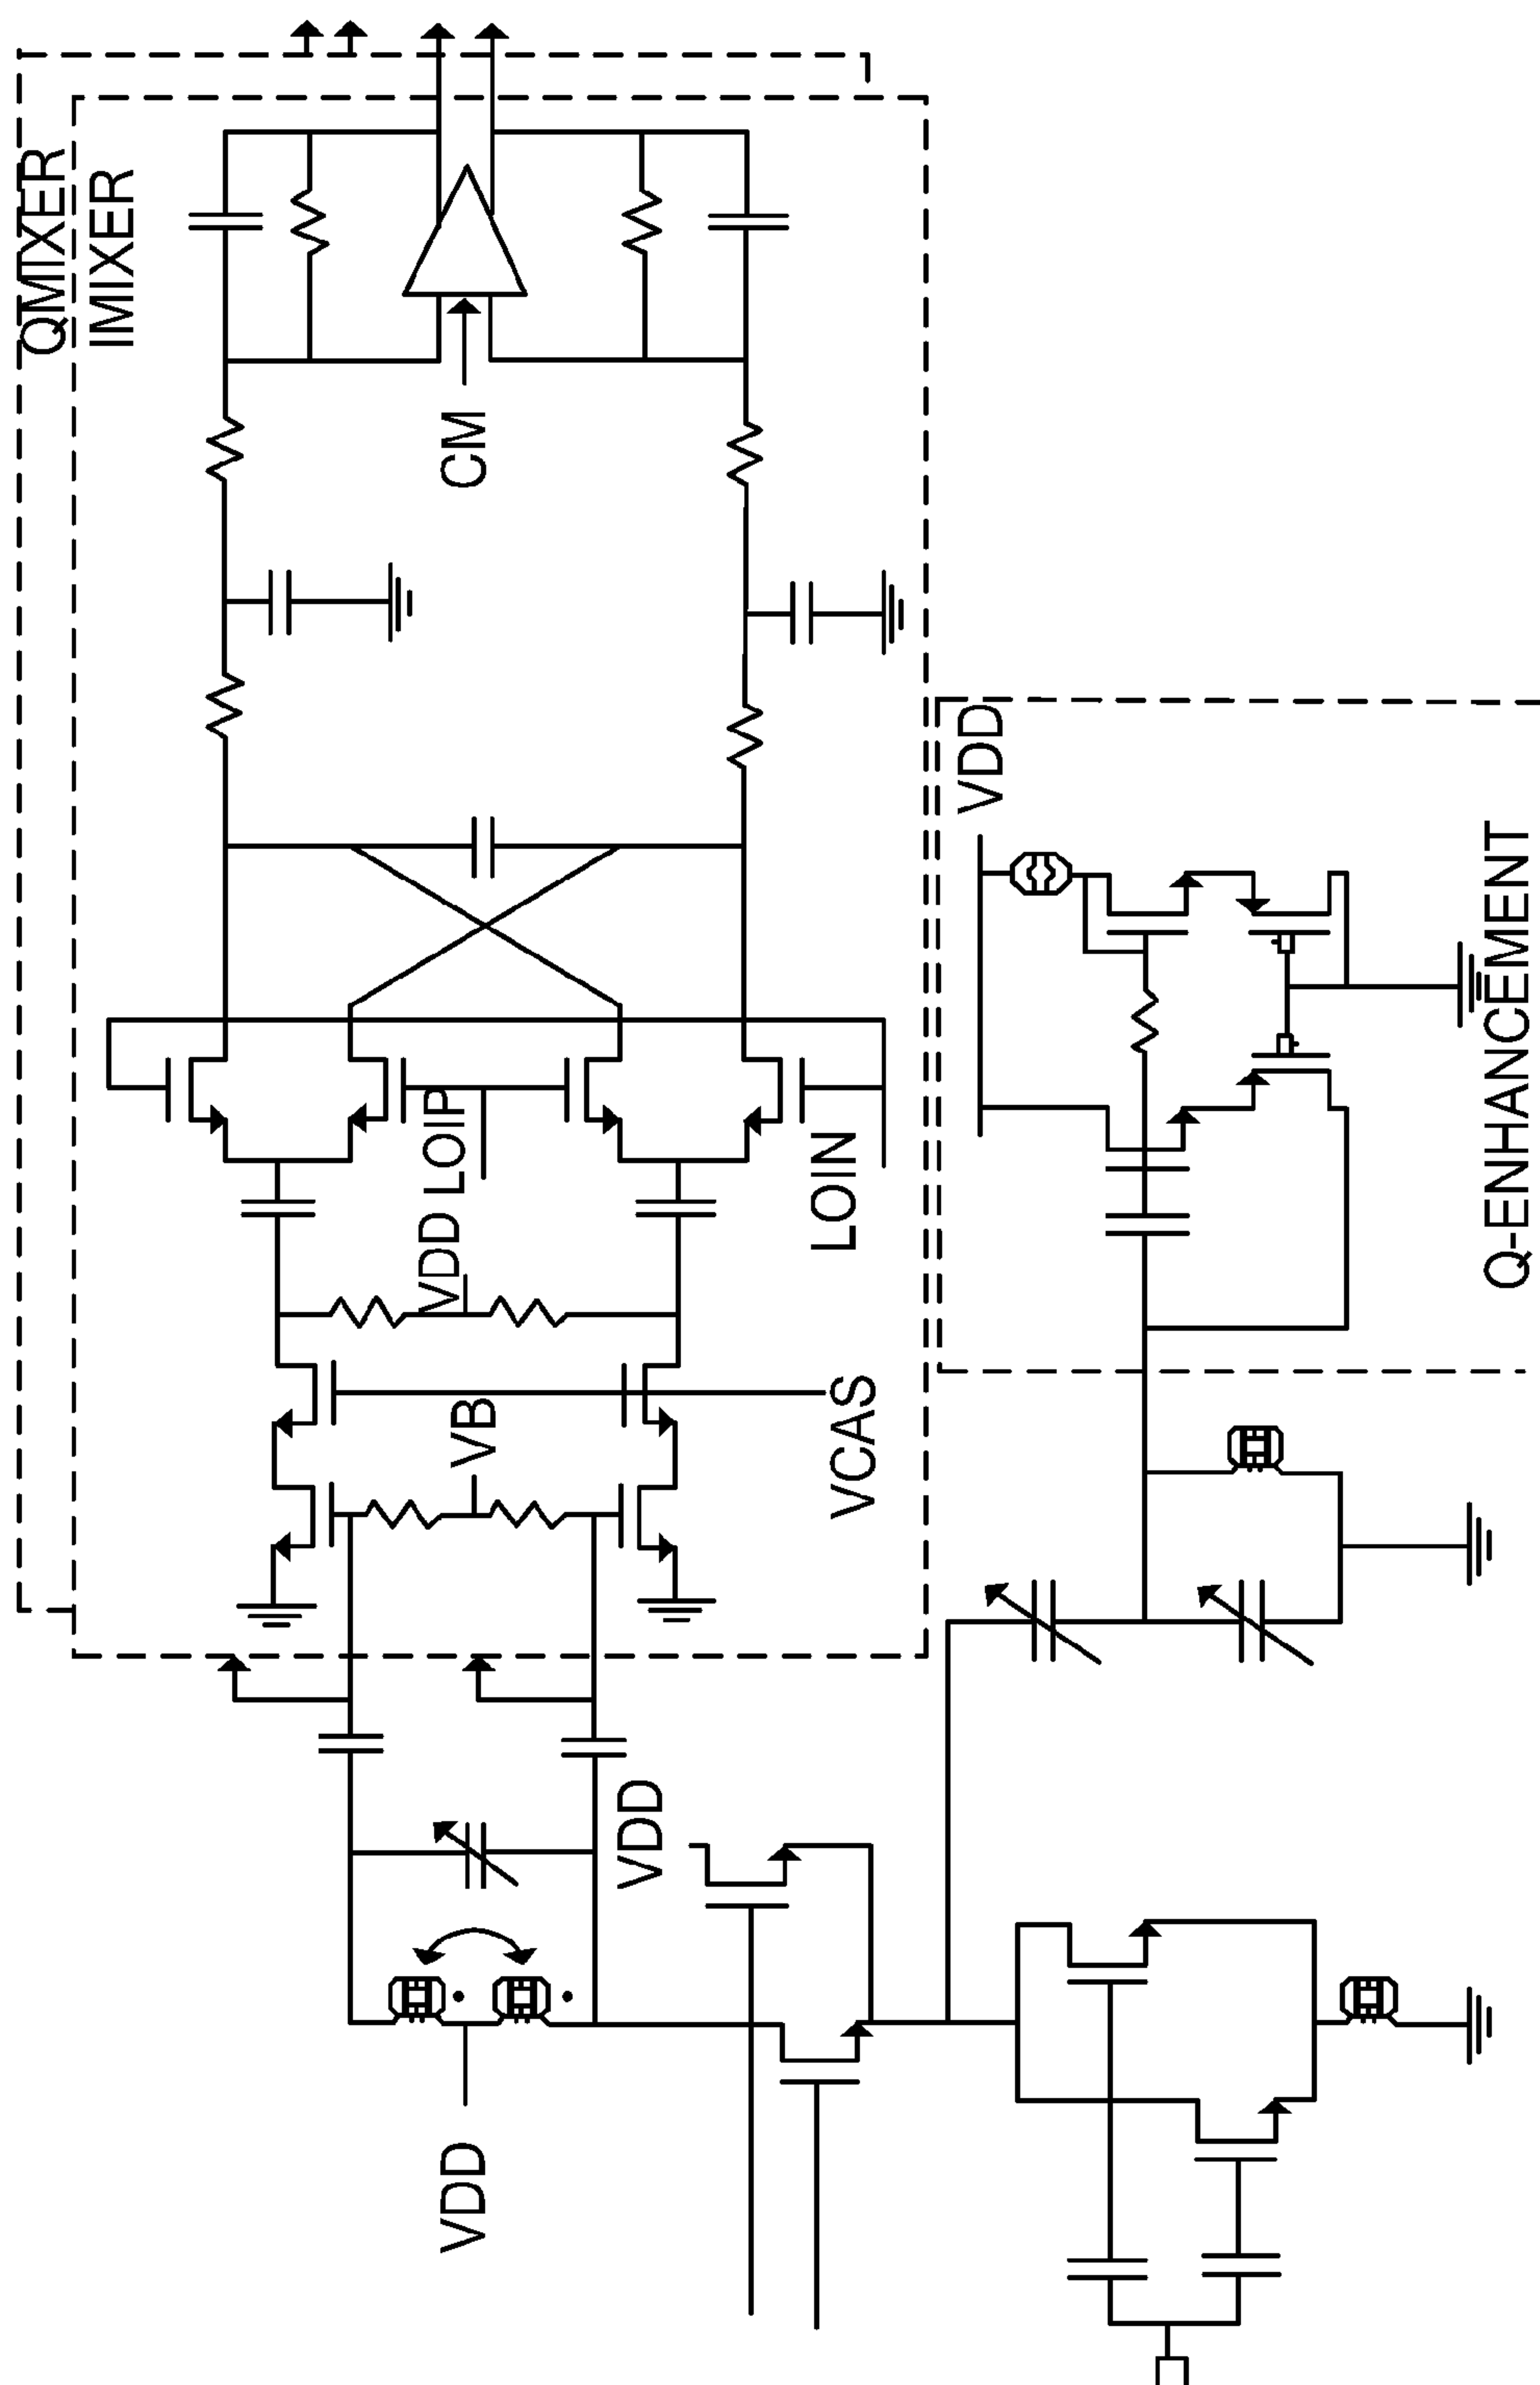 QMIXER
IMIXER
CM
VDD
Q-ENHANCEMENT
LOIP
LOIN
VDD
VB
VCAS
VDD
VDD